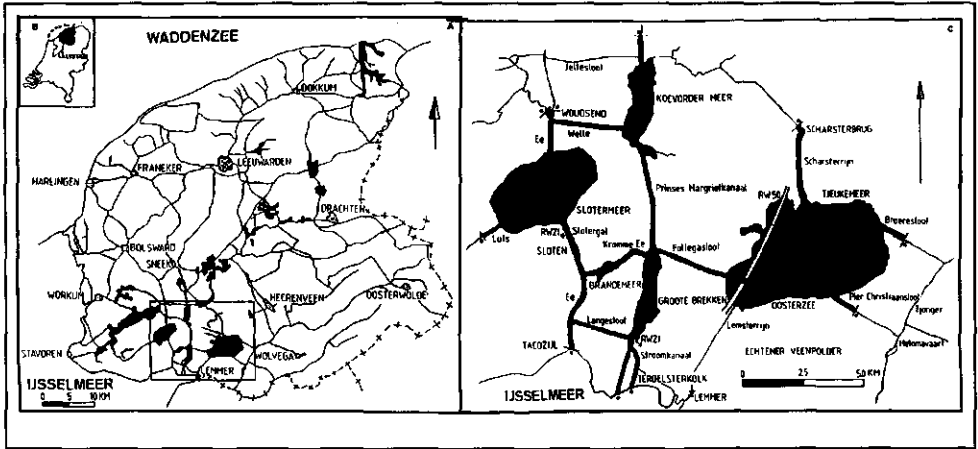 B
A
WADDENZEE
DOKKUM
LEEUWARDEN
FRANEKER
HARLINGEN
DRACHTEN
BOLSWARD
SNEEK
WORKUM
HEERENVEEN
OOSTERWOLDE
STAVOREN
WOLVEGA
LEMMER
IJSSELMEER
0 5 10 KM
C
Jeltesloot
KOEVORDER MEER
WOUDSEND
Ee
Welle
SCHARSTERBRUG
Scharsterrijn
Prinses Margrietkanaal
RW50
TJEUKEMEER
SLOTERMEER
Broeresloot
Luts
RWZI
Slotergat
SLOTEN
Kromme Ee
Follegasloot
BRANDEMEER
GROOTE BREKKEN
OOSTERZEE
Pier Christiaansloot
Ee
Langesloot
Lemsterrijn
Tjonger
TACOZIJL
RWZI
Helomavaart
Stroomkanaal
ECHTENER VEENPOLDER
TEROELSTERKOLK
0 25 50 KM
IJSSELMEER
LEMMER